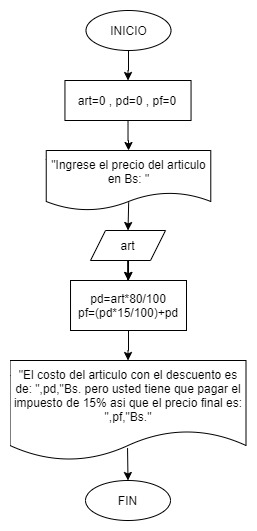 INICIO
art=0 , pd=0 , pf=0
"Ingrese el precio del articulo
en Bs: "
art
pd=art*80/100
pf=(pd*15/100)+pd
"El costo del articulo con el descuento es
de: ",pd,"Bs. pero usted tiene que pagar el
impuesto de 15% asi que el precio final es:
",pf,"Bs."
FIN